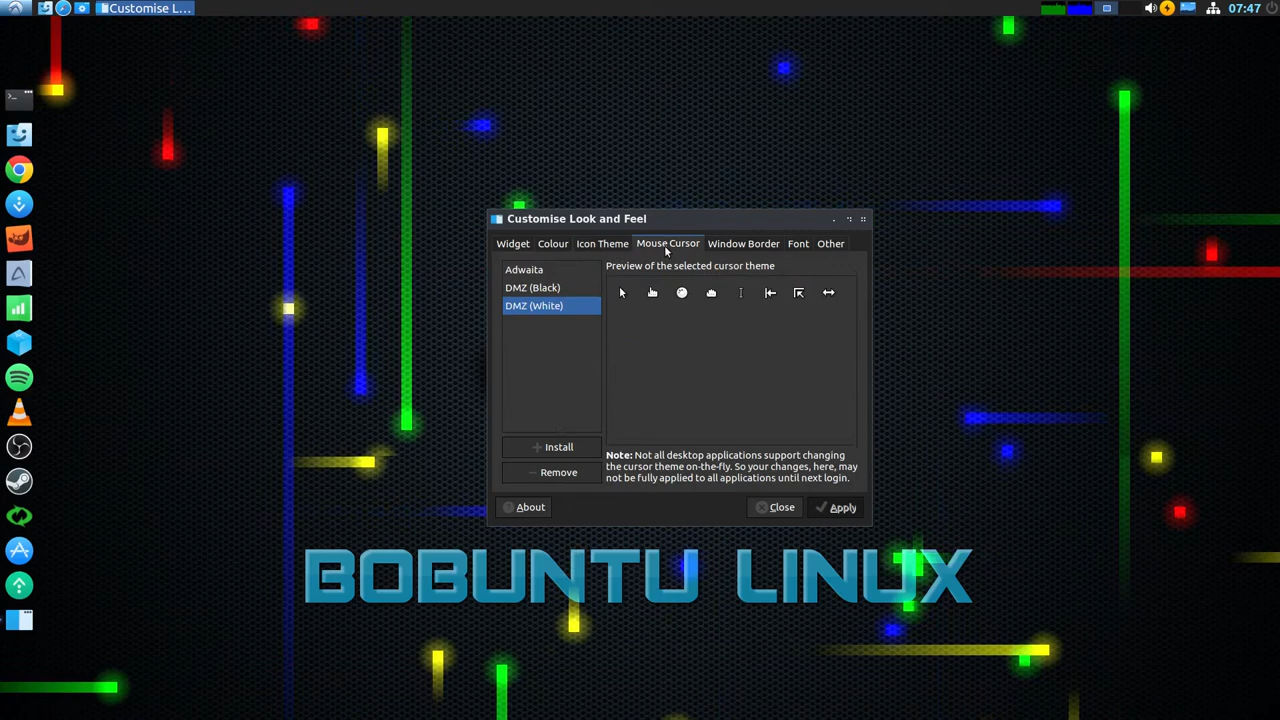 Customise L...
07:47
Customise Look and Feel
Widget Colour Icon Theme Mouse Cursor Window Border Font Other
Adwaita
DMZ (Black)
DMZ (White)
Preview of the selected cursor theme
Install
Remove
Note: Not all desktop applications support changing
the cursor theme on-the-fly. So your changes, here, may
not be fully applied to all applications until next login.
About
Close
Apply
BOBUNTU LINUX